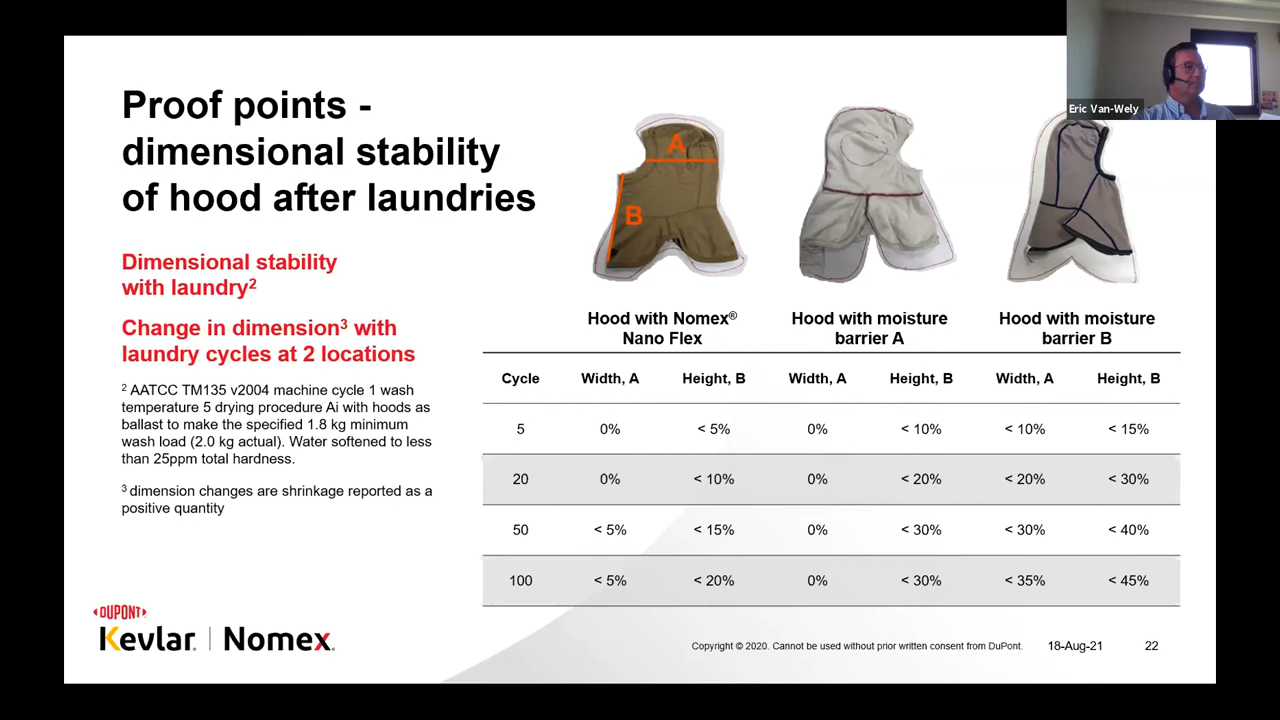 Proof points -
dimensional stability
of hood after laundries
Eric Van-Wely
A
B
Dimensional stability
with laundry²
Change in dimension³ with
laundry cycles at 2 locations
² AATCC TM135 v2004 machine cycle 1 wash
temperature 5 drying procedure Ai with hoods as
ballast to make the specified 1.8 kg minimum
wash load (2.0 kg actual). Water softened to less
than 25ppm total hardness.
³ dimension changes are shrinkage reported as a
positive quantity
Hood with Nomex®
Nano Flex
Hood with moisture
barrier A
Hood with moisture
barrier B
Cycle Width, A Height, B Width, A Height, B Width, A Height, B
5 0% < 5% 0% < 10% < 10% < 15%
20 0% < 10% 0% < 20% < 20% < 30%
50 < 5% < 15% 0% < 30% < 30% < 40%
100 < 5% < 20% 0% < 30% < 35% < 45%
DUPONT
Kevlar® | Nomex®
Copyright © 2020. Cannot be used without prior written consent from DuPont. 18-Aug-21 22